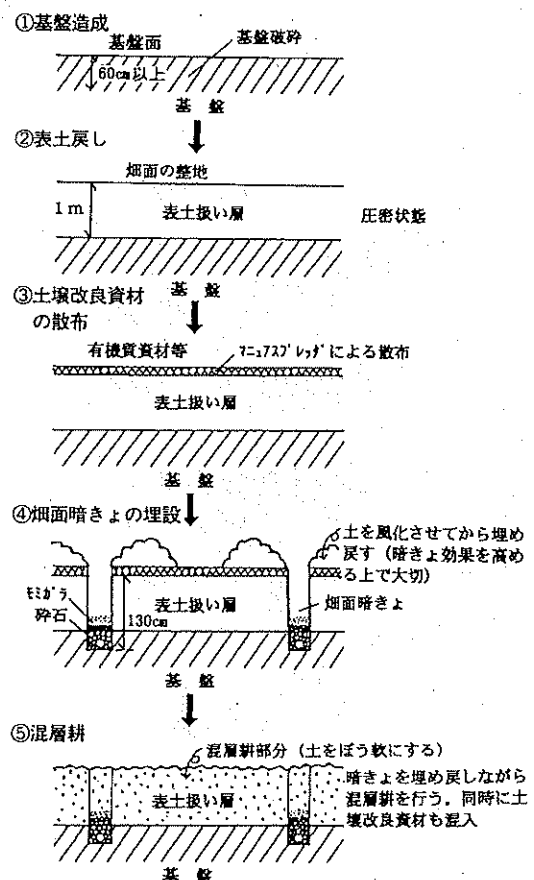 ①基盤造成
基盤面
基盤破砕
60cm以上
基 盤
②表土戻し
畑面の整地
1m
表土扱い層
圧密状態
基 盤
③土壌改良資材
の散布
有機質資材等
ﾏﾆｭｱｽﾌﾟﾚｯﾀﾞによる散布
表土扱い層
基 盤
④畑面暗きょの埋設
土を風化させてから埋め
戻す（暗きょ効果を高め
る上で大切）
ﾓﾐｶﾞﾗ
砕石
表土扱い層
130cm
畑面暗きょ
基 盤
⑤混層耕
混層耕部分（土をぼう軟にする）
表土扱い層
暗きょを埋め戻しながら
混層耕を行う．同時に土
壌改良資材も混入
基 盤